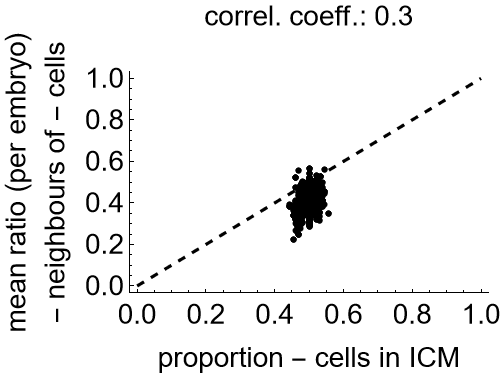 correl. coeff.: 0.3
mean ratio (per embryo)
− neighbours of − cells
1.0
0.8
0.6
0.4
0.2
0.0
0.0 0.2 0.4 0.6 0.8 1.0
proportion − cells in ICM